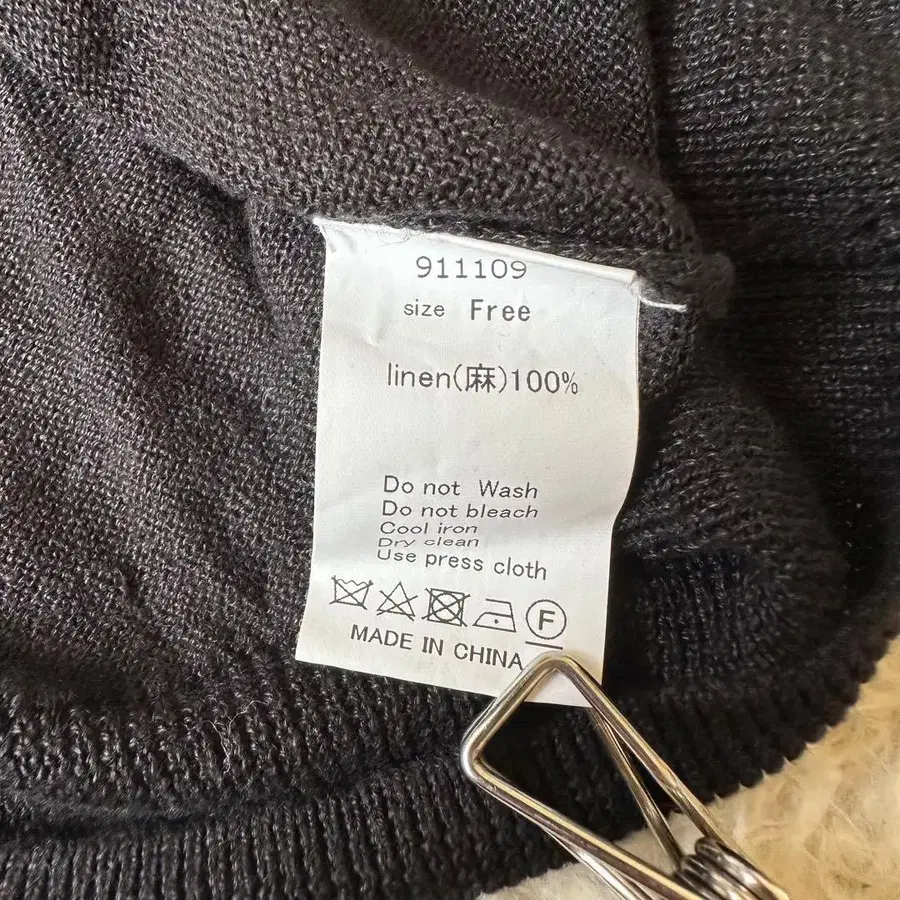 911109
size Free
linen(麻)100%
Do not Wash
Do not bleach
Cool iron
Dry clean
Use press cloth
F
MADE IN CHINA